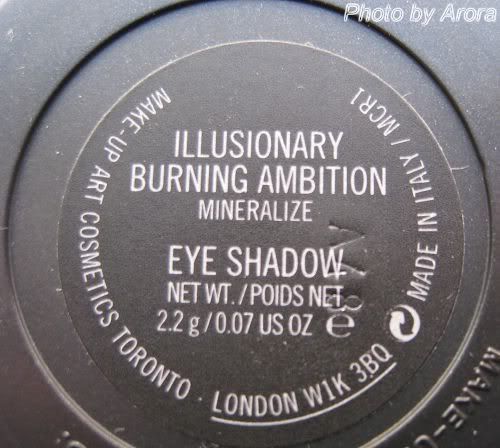 Photo by Arora
ILLUSIONARY
BURNING AMBITION
MINERALIZE
EYE SHADOW
NET WT./POIDS NET
2.2 g/0.07 US OZ e
MAKE-UP ART COSMETICS TORONTO · LONDON W1K 3BQ
MADE IN ITALY / MCR1
MAKE-